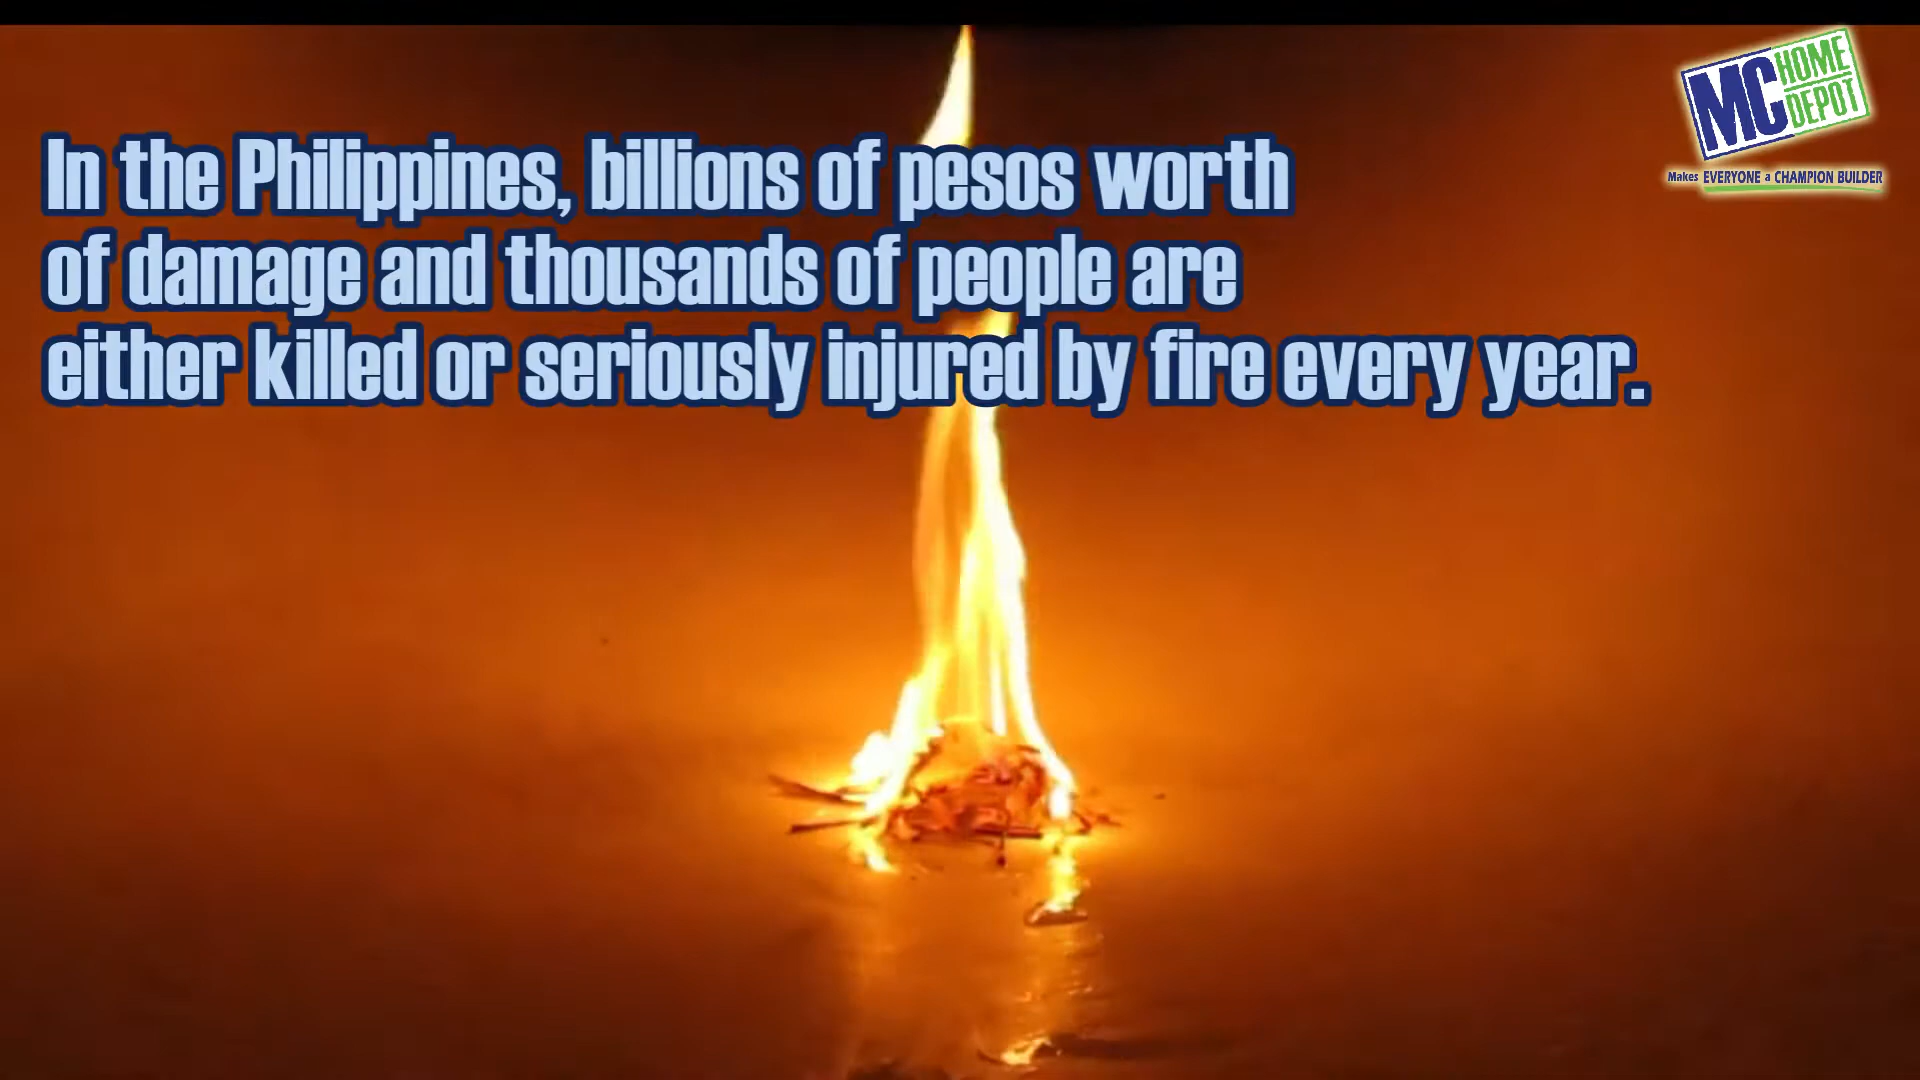 In the Philippines, billions of pesos worth
of damage and thousands of people are
either killed or seriously injured by fire every year.
MC HOME
DEPOT
Makes EVERYONE a CHAMPION BUILDER